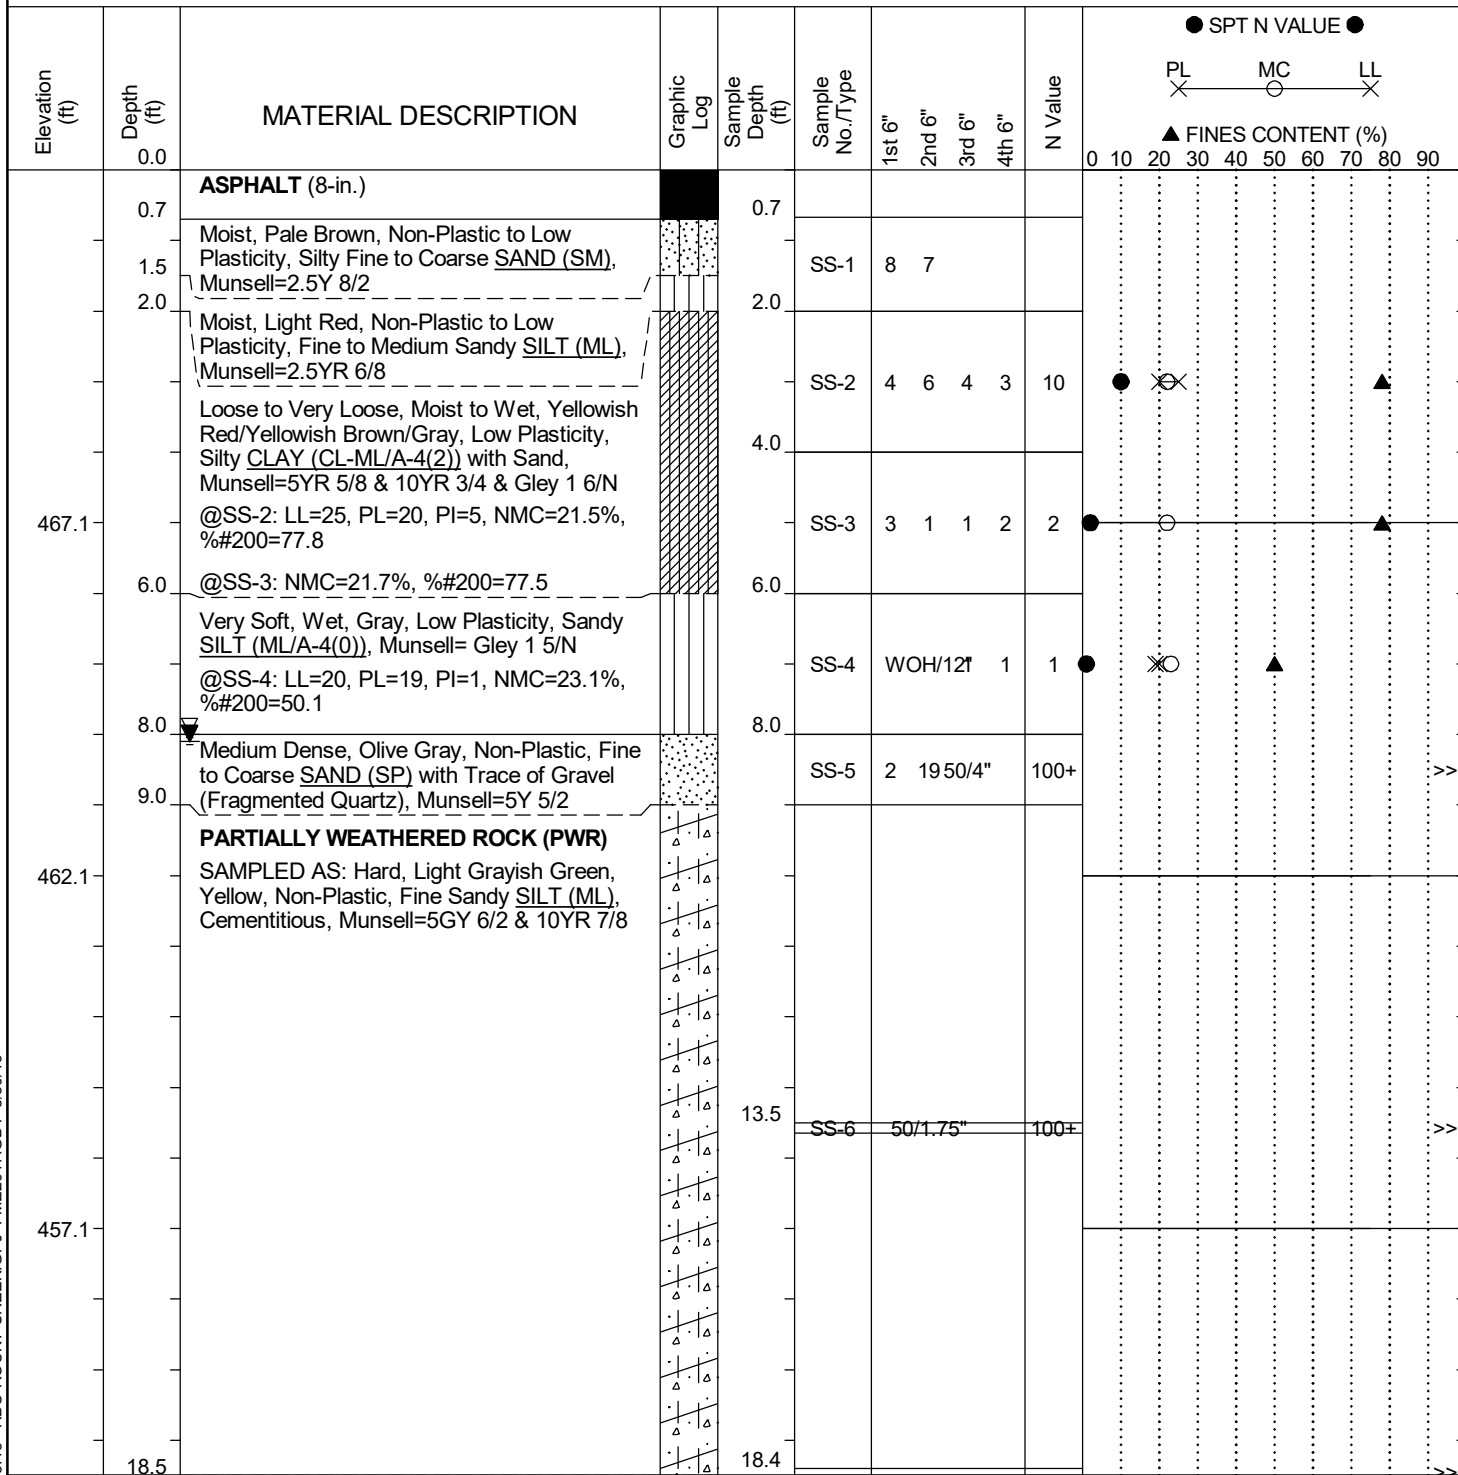 ● SPT N VALUE ●
PL MC LL
▲ FINES CONTENT (%)
0 10 20 30 40 50 60 70 80 90
Elevation (ft)
Depth (ft)
0.0
MATERIAL DESCRIPTION
Graphic Log
Sample Depth (ft)
Sample No./Type
1st 6"
2nd 6"
3rd 6"
4th 6"
N Value
ASPHALT (8-in.)
0.7 0.7
Moist, Pale Brown, Non-Plastic to Low
Plasticity, Silty Fine to Coarse SAND (SM),
Munsell=2.5Y 8/2
1.5
SS-1 8 7
2.0 2.0
Moist, Light Red, Non-Plastic to Low
Plasticity, Fine to Medium Sandy SILT (ML),
Munsell=2.5YR 6/8
SS-2 4 6 4 3 10
Loose to Very Loose, Moist to Wet, Yellowish
Red/Yellowish Brown/Gray, Low Plasticity,
Silty CLAY (CL-ML/A-4(2)) with Sand,
Munsell=5YR 5/8 & 10YR 3/4 & Gley 1 6/N
4.0
@SS-2: LL=25, PL=20, PI=5, NMC=21.5%,
%#200=77.8
467.1
SS-3 3 1 1 2 2
@SS-3: NMC=21.7%, %#200=77.5
6.0 6.0
Very Soft, Wet, Gray, Low Plasticity, Sandy
SILT (ML/A-4(0)), Munsell= Gley 1 5/N
SS-4 WOH/12" 1 1 1
@SS-4: LL=20, PL=19, PI=1, NMC=23.1%,
%#200=50.1
8.0 8.0
Medium Dense, Olive Gray, Non-Plastic, Fine
to Coarse SAND (SP) with Trace of Gravel
(Fragmented Quartz), Munsell=5Y 5/2
SS-5 2 19 50/4" 100+ >>
9.0
PARTIALLY WEATHERED ROCK (PWR)
SAMPLED AS: Hard, Light Grayish Green,
Yellow, Non-Plastic, Fine Sandy SILT (ML),
Cementitious, Munsell=5GY 6/2 & 10YR 7/8
462.1
13.5
SS-6 50/1.75" 100+ >>
457.1
18.5 18.4 >>